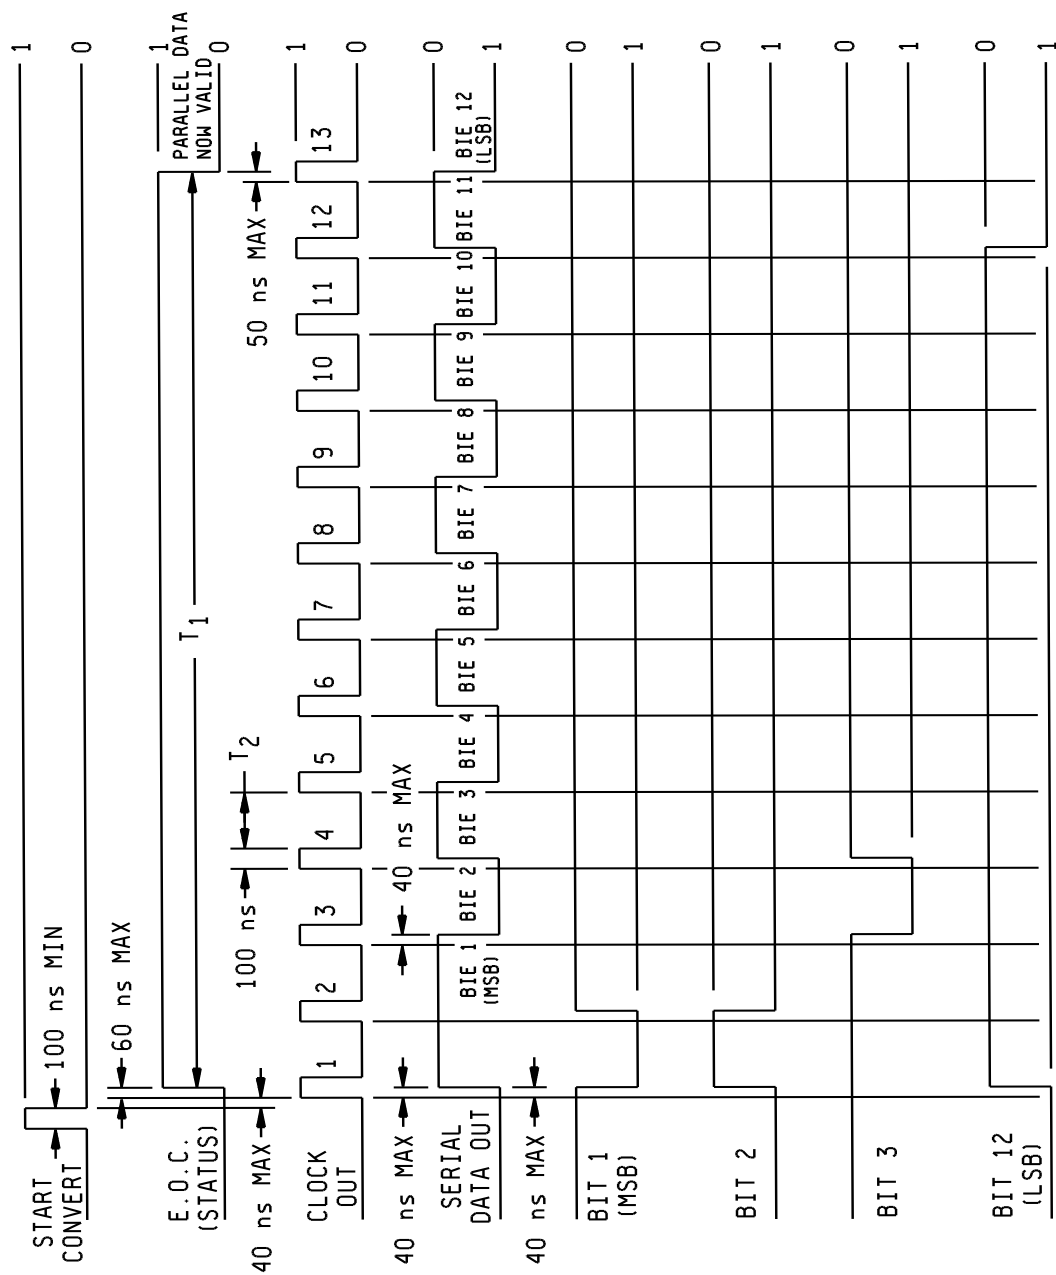 START
CONVERT
100 ns MIN
1
0
E.O.C.
(STATUS)
60 ns MAX
T1
PARALLEL DATA
NOW VALID
1
0
40 ns MAX
100 ns
T2
50 ns MAX
CLOCK
OUT
1 2 3 4 5 6 7 8 9 10 11 12 13
1
0
40 ns MAX
40 ns MAX
SERIAL
DATA OUT
BIE 1
(MSB)
BIE 2
BIE 3
BIE 4
BIE 5
BIE 6
BIE 7
BIE 8
BIE 9
BIE 10
BIE 11
BIE 12
(LSB)
0
1
40 ns MAX
BIT 1
(MSB)
0
1
BIT 2
0
1
BIT 3
0
1
BIT 12
(LSB)
0
1